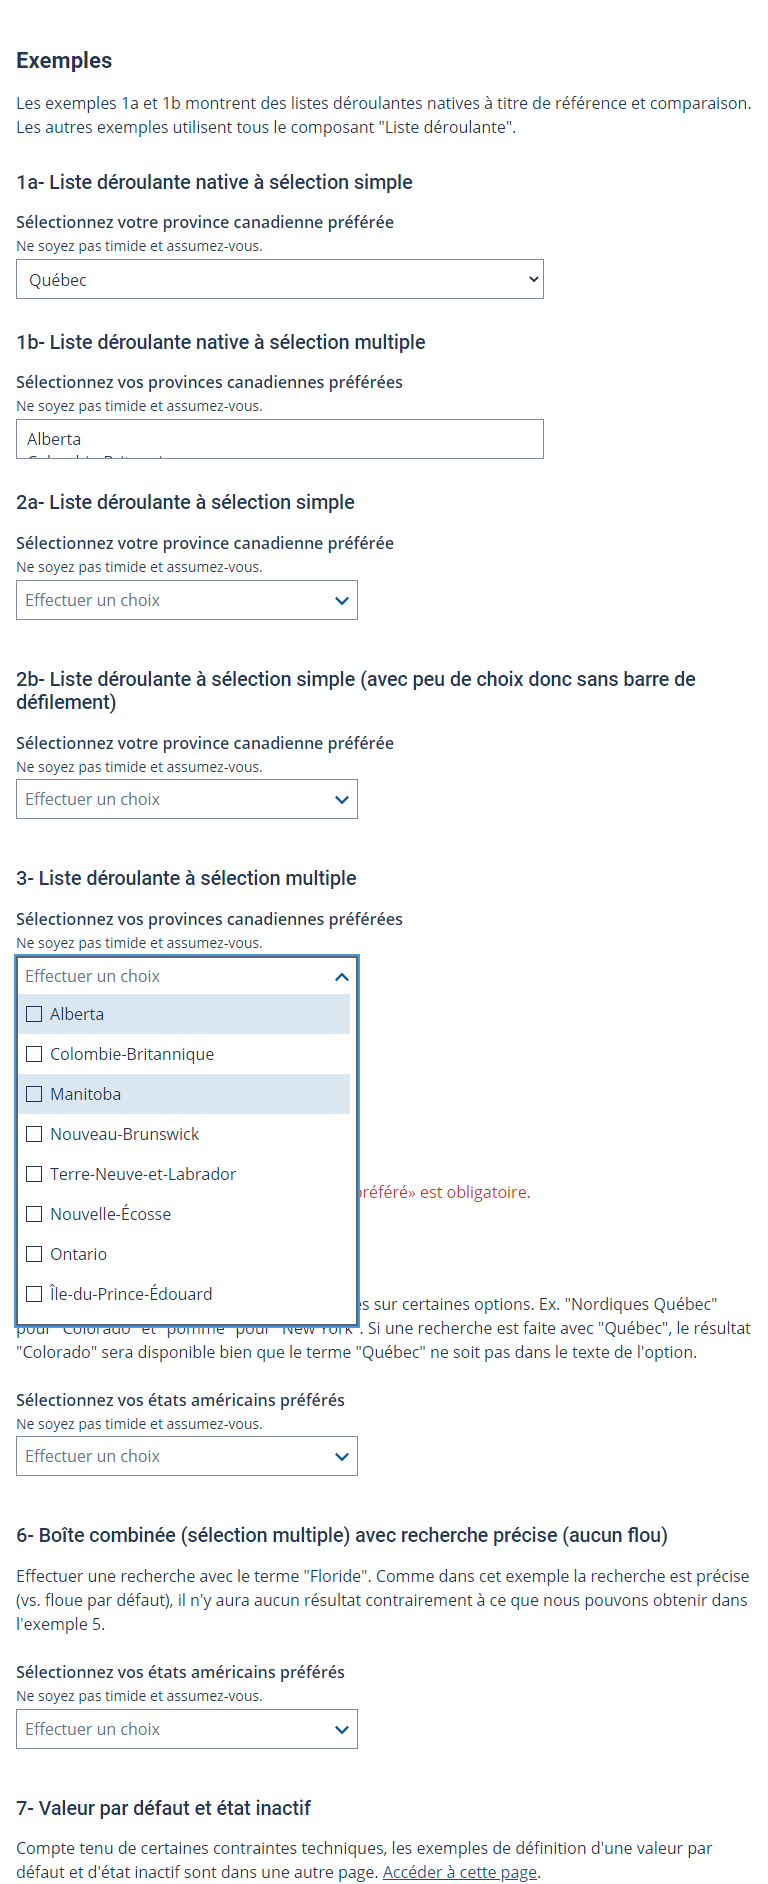 Exemples
Les exemples 1a et 1b montrent des listes déroulantes natives à titre de référence et comparaison.
Les autres exemples utilisent tous le composant "Liste déroulante".
1a- Liste déroulante native à sélection simple
Sélectionnez votre province canadienne préférée
Ne soyez pas timide et assumez-vous.
Québec
1b- Liste déroulante native à sélection multiple
Sélectionnez vos provinces canadiennes préférées
Ne soyez pas timide et assumez-vous.
Alberta
2a- Liste déroulante à sélection simple
Sélectionnez votre province canadienne préférée
Ne soyez pas timide et assumez-vous.
Effectuer un choix
2b- Liste déroulante à sélection simple (avec peu de choix donc sans barre de
défilement)
Sélectionnez votre province canadienne préférée
Ne soyez pas timide et assumez-vous.
Effectuer un choix
3- Liste déroulante à sélection multiple
Sélectionnez vos provinces canadiennes préférées
Ne soyez pas timide et assumez-vous.
Effectuer un choix
Alberta
Colombie-Britannique
Manitoba
Nouveau-Brunswick
Terre-Neuve-et-Labrador
préféré» est obligatoire.
Nouvelle-Écosse
Ontario
Île-du-Prince-Édouard
sur certaines options. Ex. "Nordiques Québec"
pour "Colorado" et "pomme" pour "New York". Si une recherche est faite avec "Québec", le résultat
"Colorado" sera disponible bien que le terme "Québec" ne soit pas dans le texte de l'option.
Sélectionnez vos états américains préférés
Ne soyez pas timide et assumez-vous.
Effectuer un choix
6- Boîte combinée (sélection multiple) avec recherche précise (aucun flou)
Effectuer une recherche avec le terme "Floride". Comme dans cet exemple la recherche est précise
(vs. floue par défaut), il n'y aura aucun résultat contrairement à ce que nous pouvons obtenir dans
l'exemple 5.
Sélectionnez vos états américains préférés
Ne soyez pas timide et assumez-vous.
Effectuer un choix
7- Valeur par défaut et état inactif
Compte tenu de certaines contraintes techniques, les exemples de définition d'une valeur par
défaut et d'état inactif sont dans une autre page. Accéder à cette page.